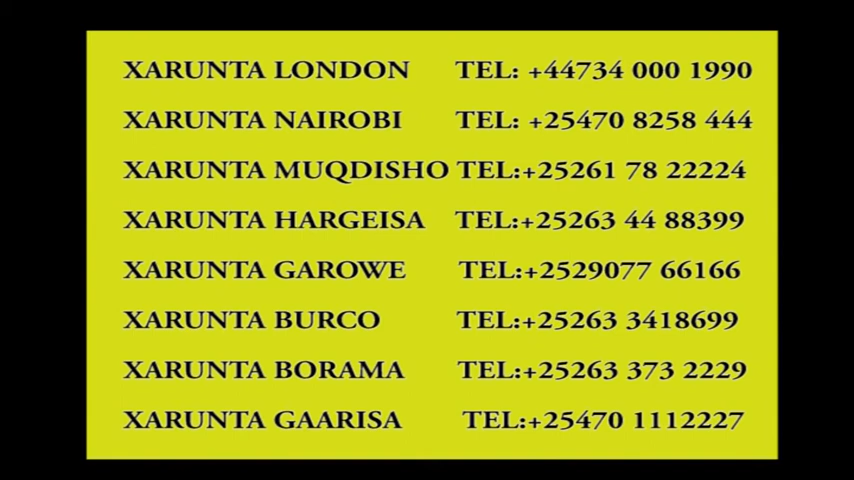 XARUNTA LONDON TEL: +44734 000 1990
XARUNTA NAIROBI TEL: +25470 8258 444
XARUNTA MUQDISHO TEL:+25261 78 22224
XARUNTA HARGEISA TEL:+25263 44 88399
XARUNTA GAROWE TEL:+2529077 66166
XARUNTA BURCO TEL:+25263 3418699
XARUNTA BORAMA TEL:+25263 373 2229
XARUNTA GAARISA TEL:+25470 1112227